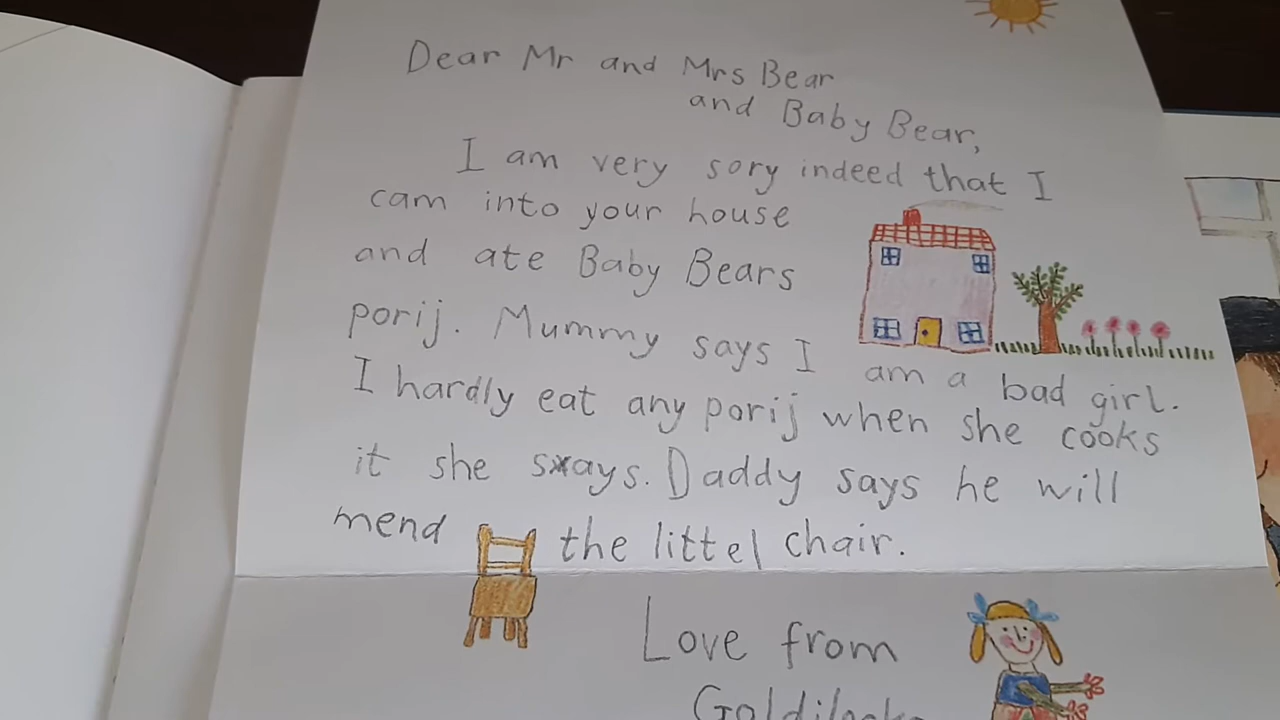 Dear Mr and Mrs Bear
and Baby Bear,
I am very sory indeed that I
cam into your house
and ate Baby Bears
porij. Mummy says I am a bad girl.
I hardly eat any porij when she cooks
it she sxays. Daddy says he will
mend the littel chair.
Love from
Goldilocks